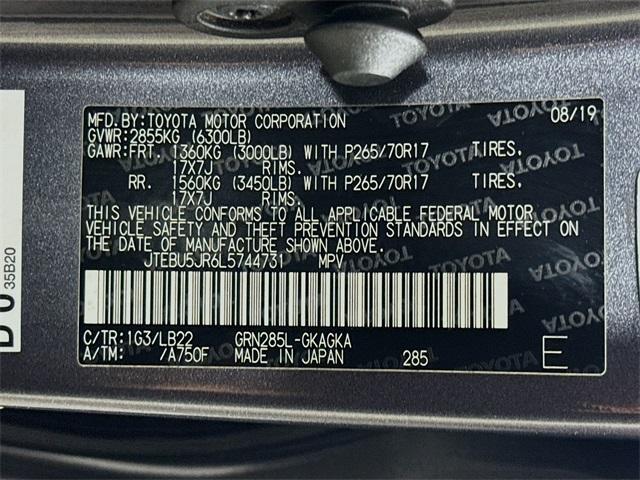 MFD.BY:TOYOTA MOTOR CORPORATION 08/19
GVWR:2855KG (6300LB)
GAWR:FRT. 1360KG (3000LB) WITH P265/70R17 TIRES.
17X7J RIMS.
RR. 1560KG (3450LB) WITH P265/70R17 TIRES.
17X7J RIMS.
THIS VEHICLE CONFORMS TO ALL APPLICABLE FEDERAL MOTOR
VEHICLE SAFETY AND THEFT PREVENTION STANDARDS IN EFFECT ON
THE DATE OF MANUFACTURE SHOWN ABOVE.
JTEBU5JR6L5744731 MPV
C/TR:1G3/LB22 GRN285L-GKAGKA
A/TM: /A750F MADE IN JAPAN 285 E
35B20